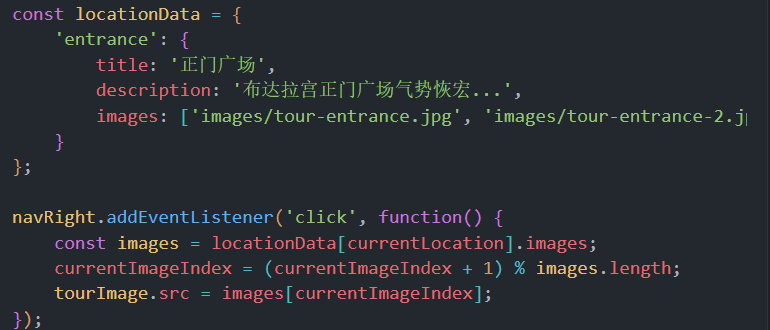 const locationData = {
    'entrance': {
        title: '正门广场',
        description: '布达拉宫正门广场气势恢宏...',
        images: ['images/tour-entrance.jpg', 'images/tour-entrance-2.jp
    }
};

navRight.addEventListener('click', function() {
    const images = locationData[currentLocation].images;
    currentImageIndex = (currentImageIndex + 1) % images.length;
    tourImage.src = images[currentImageIndex];
});